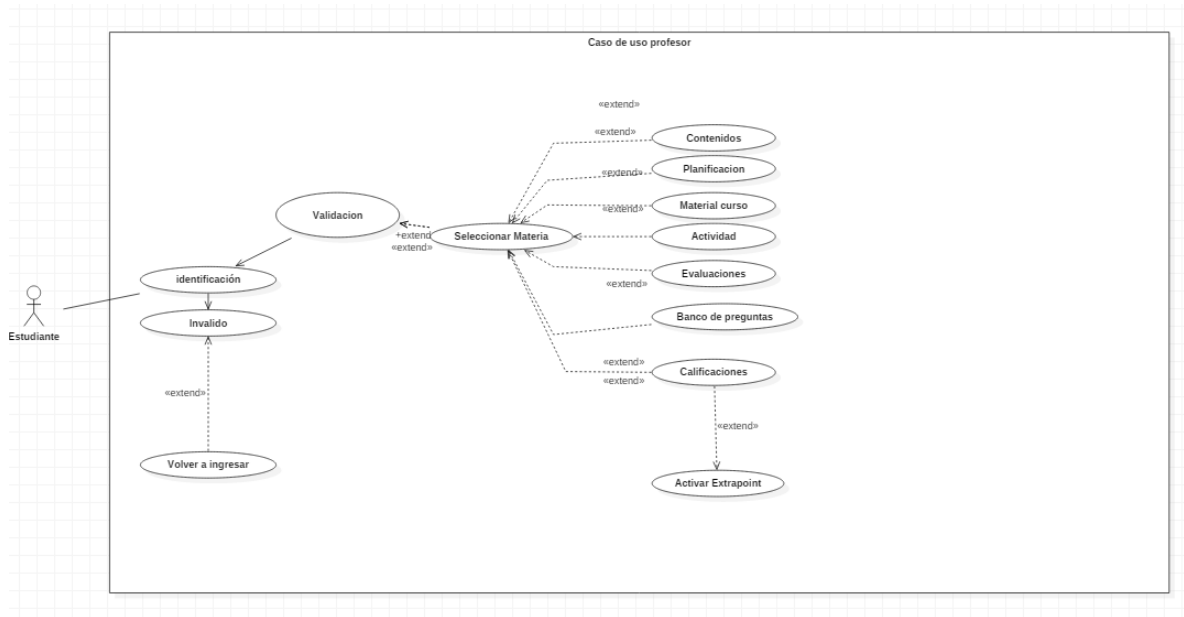 Caso de uso profesor
«extend»
«extend»
Contenidos
«extend»
Planificacion
«extend»
Material curso
Validacion
+extend
«extend»
Seleccionar Materia
Actividad
identificación
Evaluaciones
«extend»
Estudiante
Invalido
Banco de preguntas
«extend»
«extend»
Calificaciones
«extend»
«extend»
Volver a ingresar
Activar Extrapoint